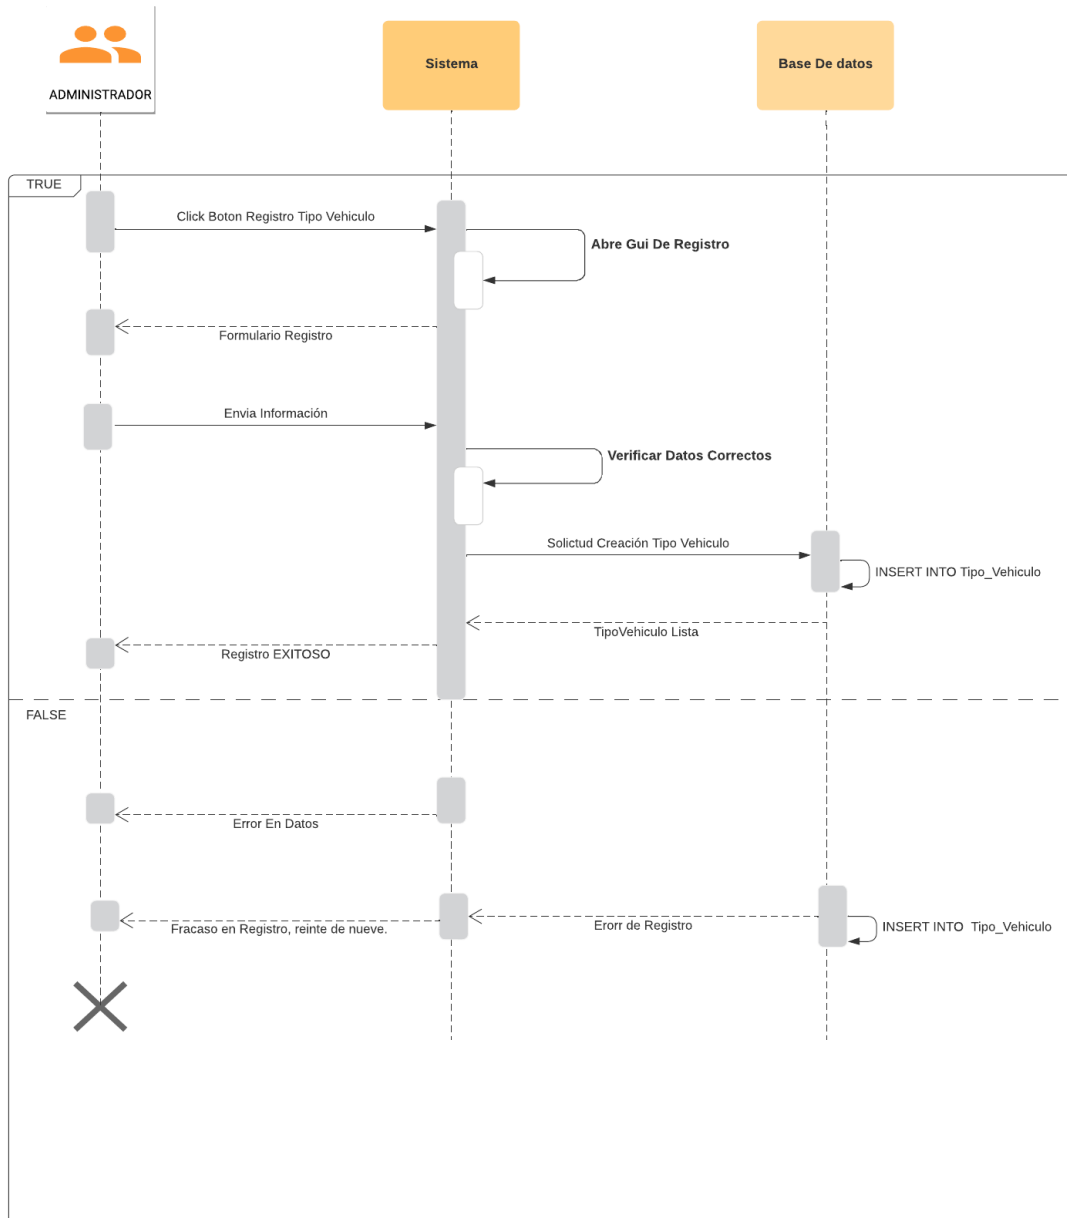 ADMINISTRADOR
Sistema
Base De datos
TRUE
Click Boton Registro Tipo Vehiculo
Abre Gui De Registro
Formulario Registro
Envia Información
Verificar Datos Correctos
Solictud Creación Tipo Vehiculo
INSERT INTO Tipo_Vehiculo
TipoVehiculo Lista
Registro EXITOSO
FALSE
Error En Datos
Fracaso en Registro, reinte de nueve.
Erorr de Registro
INSERT INTO Tipo_Vehiculo